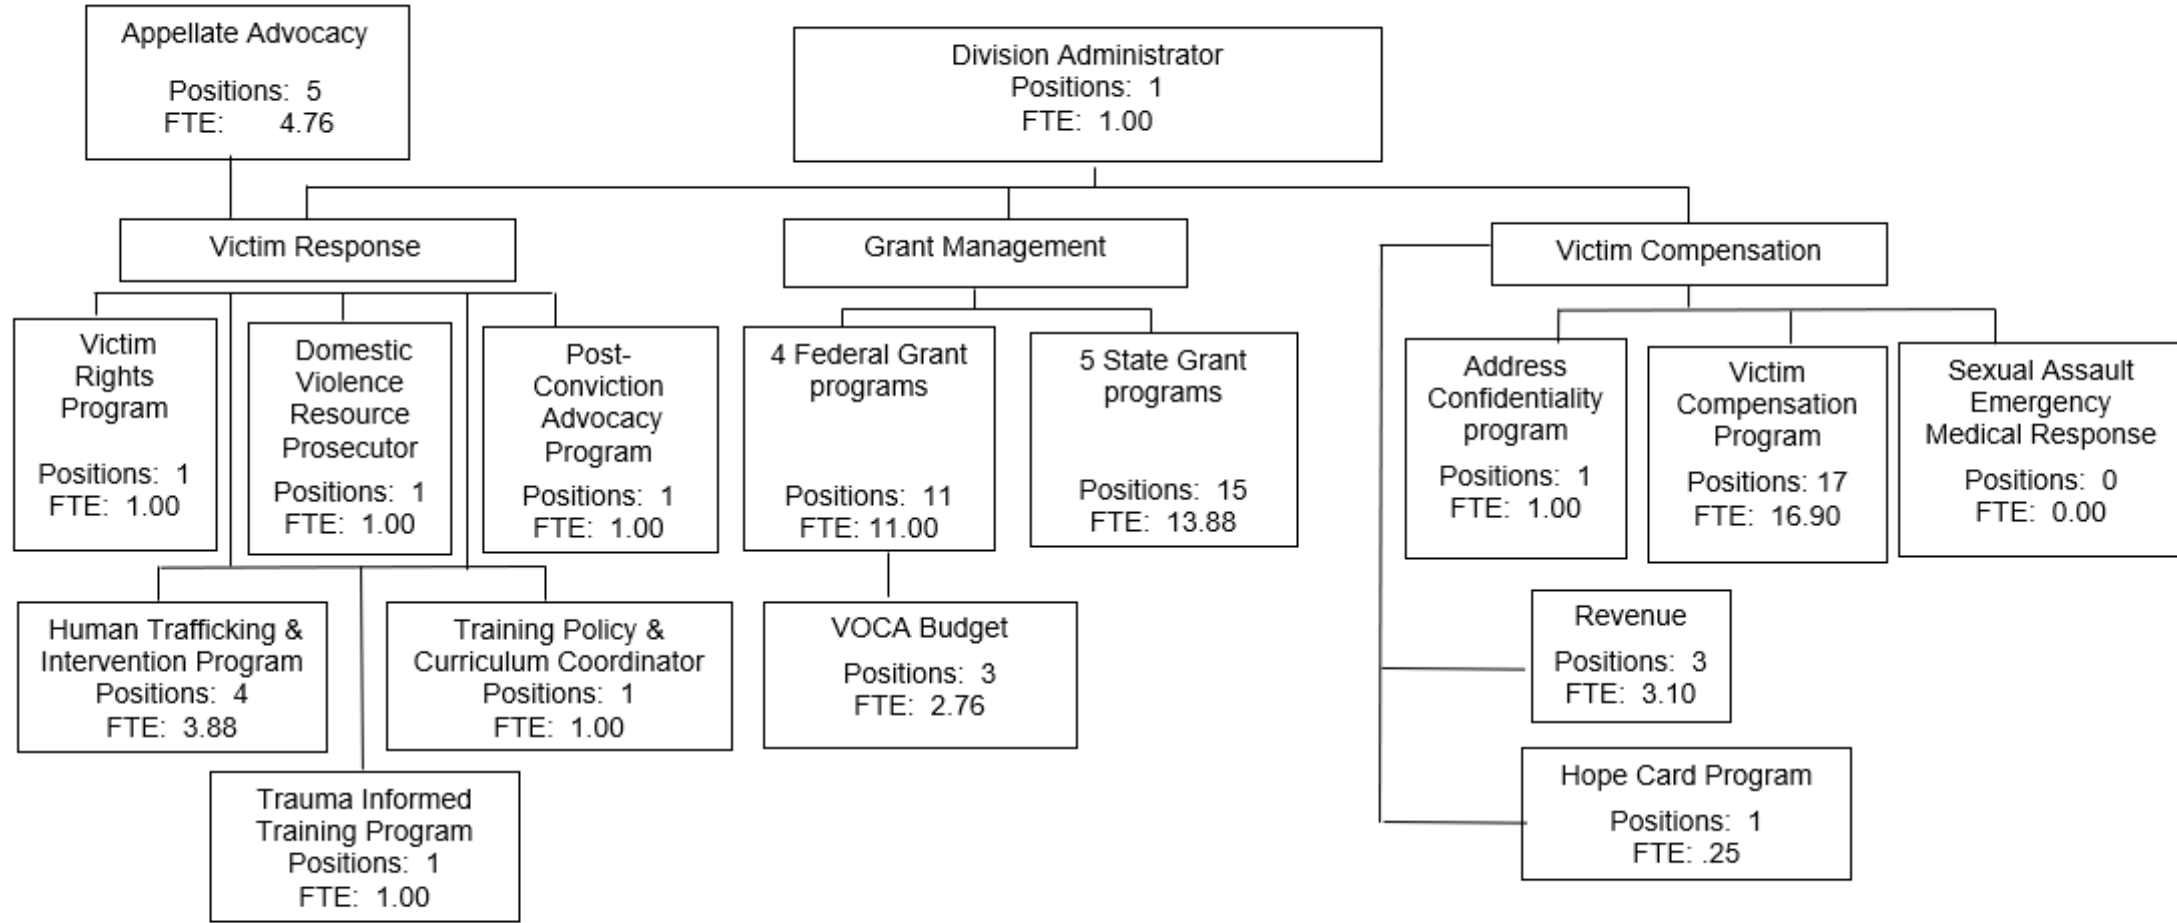 Appellate Advocacy
Positions: 5
FTE: 4.76
Division Administrator
Positions: 1
FTE: 1.00
Victim Response
Grant Management
Victim Compensation
Victim
Rights
Program
Positions: 1
FTE: 1.00
Domestic
Violence
Resource
Prosecutor
Positions: 1
FTE: 1.00
Post-
Conviction
Advocacy
Program
Positions: 1
FTE: 1.00
4 Federal Grant
programs
Positions: 11
FTE: 11.00
5 State Grant
programs
Positions: 15
FTE: 13.88
Address
Confidentiality
program
Positions: 1
FTE: 1.00
Victim
Compensation
Program
Positions: 17
FTE: 16.90
Sexual Assault
Emergency
Medical Response
Positions: 0
FTE: 0.00
Human Trafficking &
Intervention Program
Positions: 4
FTE: 3.88
Training Policy &
Curriculum Coordinator
Positions: 1
FTE: 1.00
VOCA Budget
Positions: 3
FTE: 2.76
Revenue
Positions: 3
FTE: 3.10
Trauma Informed
Training Program
Positions: 1
FTE: 1.00
Hope Card Program
Positions: 1
FTE: .25